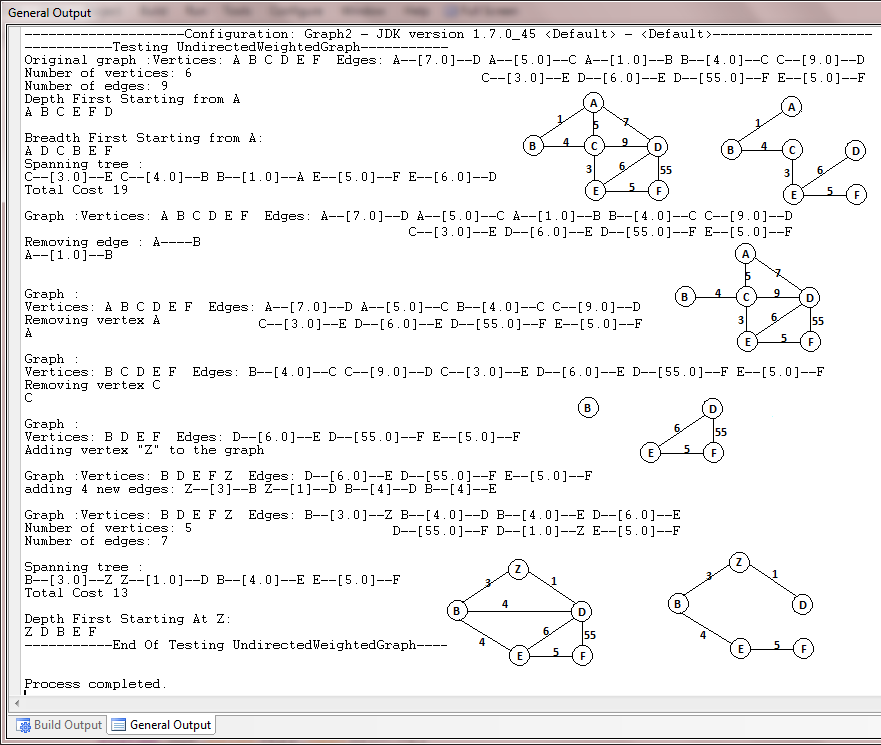 General Output
--------------------Configuration: Graph2 - JDK version 1.7.0_45 <Default> - <Default>--------------------
-----------Testing UndirectedWeightedGraph-----------
Original graph :Vertices: A B C D E F  Edges: A--[7.0]--D A--[5.0]--C A--[1.0]--B B--[4.0]--C C--[9.0]--D
C--[3.0]--E D--[6.0]--E D--[55.0]--F E--[5.0]--F
Number of vertices: 6
Number of edges: 9
Depth First Starting from A
A B C E F D
Breadth First Starting from A:
A D C B E F
Spanning tree :
C--[3.0]--E C--[4.0]--B B--[1.0]--A E--[5.0]--F E--[6.0]--D
Total Cost 19
A
1
5
7
B
4
C
9
D
3
6
55
E
5
F
A
1
B
4
C
D
3
6
E
5
F
Graph :Vertices: A B C D E F  Edges: A--[7.0]--D A--[5.0]--C A--[1.0]--B B--[4.0]--C C--[9.0]--D
C--[3.0]--E D--[6.0]--E D--[55.0]--F E--[5.0]--F
Removing edge : A----B
A--[1.0]--B
Graph :
Vertices: A B C D E F  Edges: A--[7.0]--D A--[5.0]--C B--[4.0]--C C--[9.0]--D
C--[3.0]--E D--[6.0]--E D--[55.0]--F E--[5.0]--F
Removing vertex A
A
A
5
7
B
4
C
9
D
3
6
55
E
5
F
Graph :
Vertices: B C D E F  Edges: B--[4.0]--C C--[9.0]--D C--[3.0]--E D--[6.0]--E D--[55.0]--F E--[5.0]--F
Removing vertex C
C
Graph :
Vertices: B D E F  Edges: D--[6.0]--E D--[55.0]--F E--[5.0]--F
Adding vertex "Z" to the graph
B
D
6
55
E
5
F
Graph :Vertices: B D E F Z  Edges: D--[6.0]--E D--[55.0]--F E--[5.0]--F
adding 4 new edges: Z--[3]--B Z--[1]--D B--[4]--D B--[4]--E
Graph :Vertices: B D E F Z  Edges: B--[3.0]--Z B--[4.0]--D B--[4.0]--E D--[6.0]--E
D--[55.0]--F D--[1.0]--Z E--[5.0]--F
Number of vertices: 5
Number of edges: 7
Spanning tree :
B--[3.0]--Z Z--[1.0]--D B--[4.0]--E E--[5.0]--F
Total Cost 13
Depth First Starting At Z:
Z D B E F
-----------End Of Testing UndirectedWeightedGraph----
Z
3
1
B
4
D
4
6
55
E
5
F
Z
3
1
B
D
4
E
5
F
Process completed.
Build Output
General Output